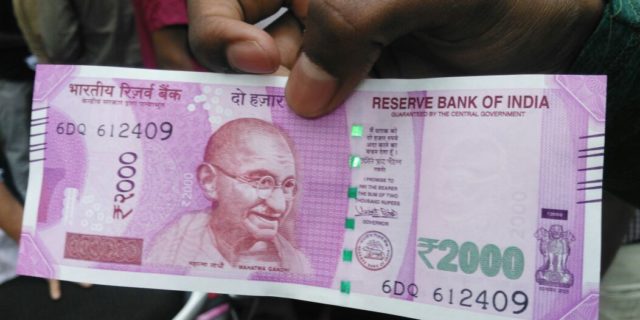 भारतीय रिज़र्व बैंक
केन्द्रीय सरकार द्वारा प्रत्याभूत
दो हज़ार
RESERVE BANK OF INDIA
GUARANTEED BY THE CENTRAL GOVERNMENT
6DQ 612409
₹2000
2000
I PROMISE TO
PAY THE BEARER
THE SUM OF TWO
THOUSAND RUPEES
GOVERNOR
महात्मा गांधी
MAHATMA GANDHI
₹2000
6DQ 612409